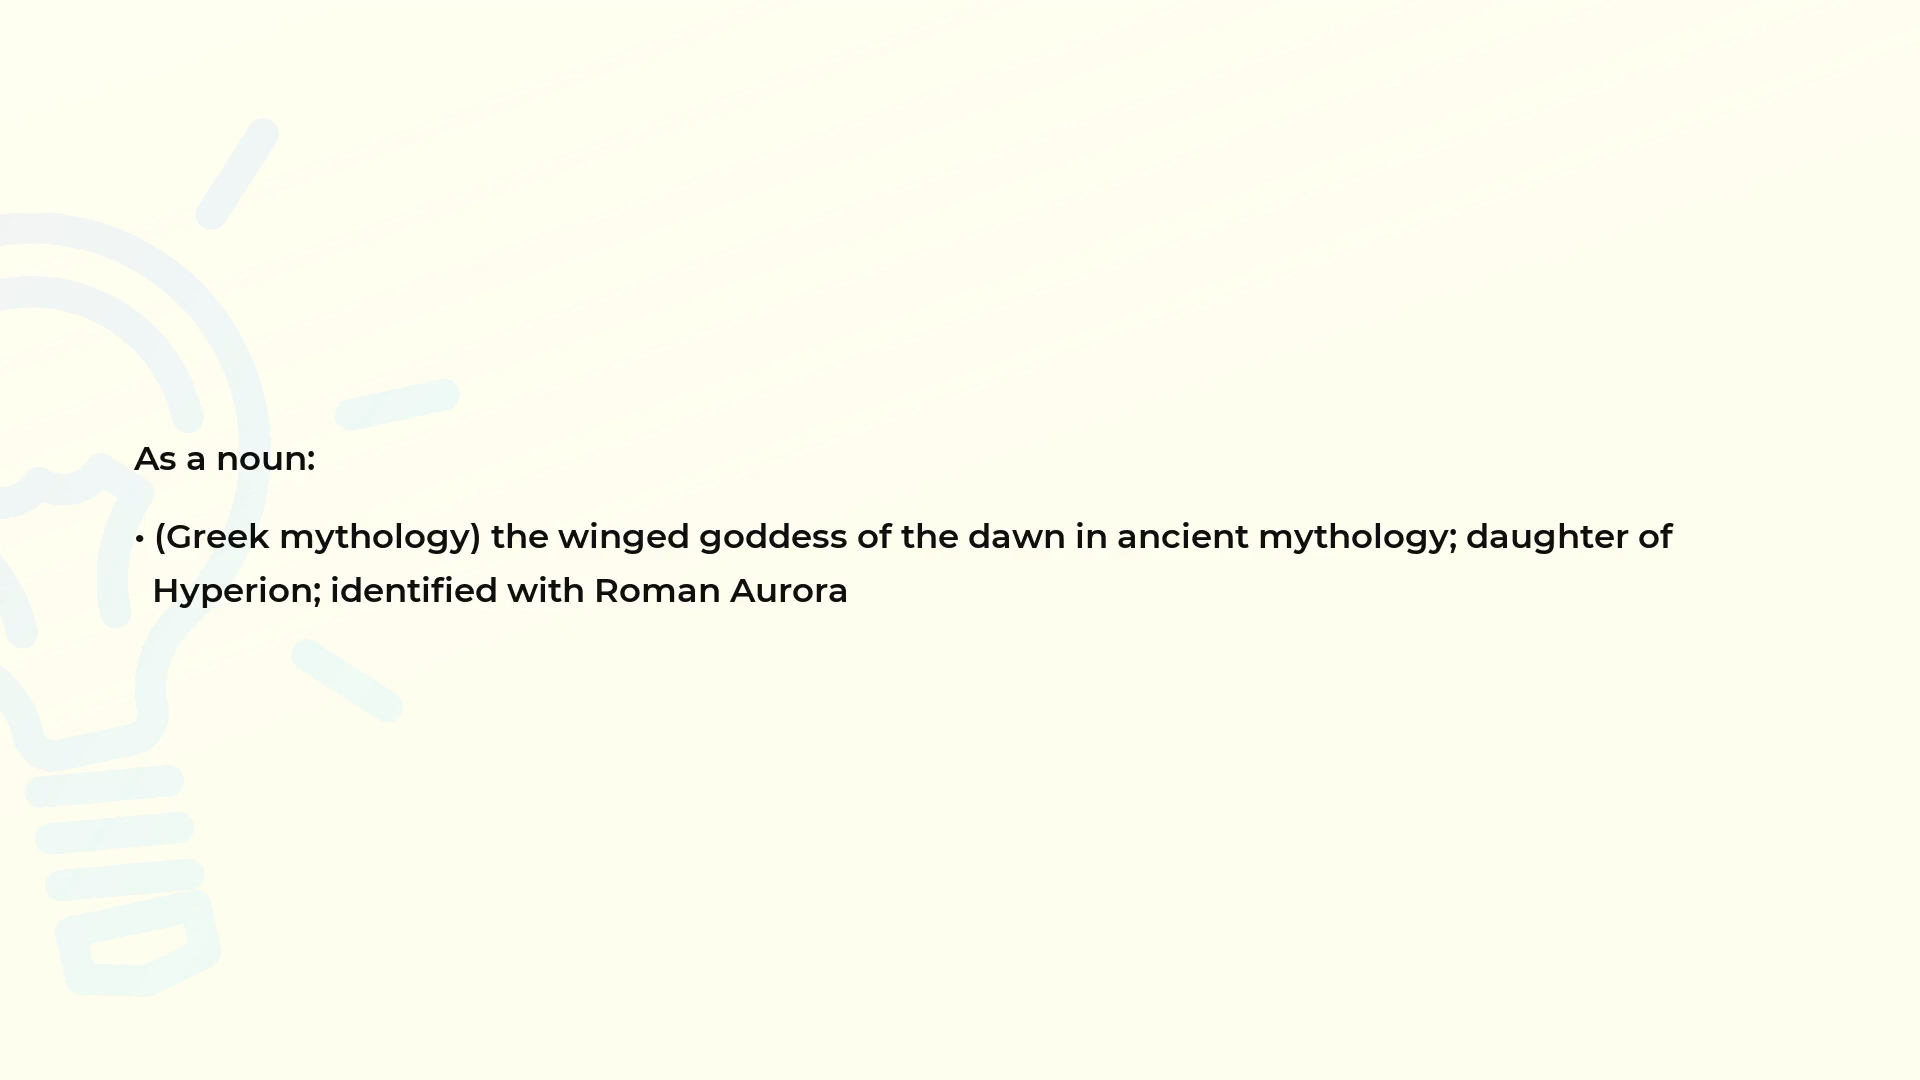 As a noun:
• (Greek mythology) the winged goddess of the dawn in ancient mythology; daughter of
Hyperion; identified with Roman Aurora